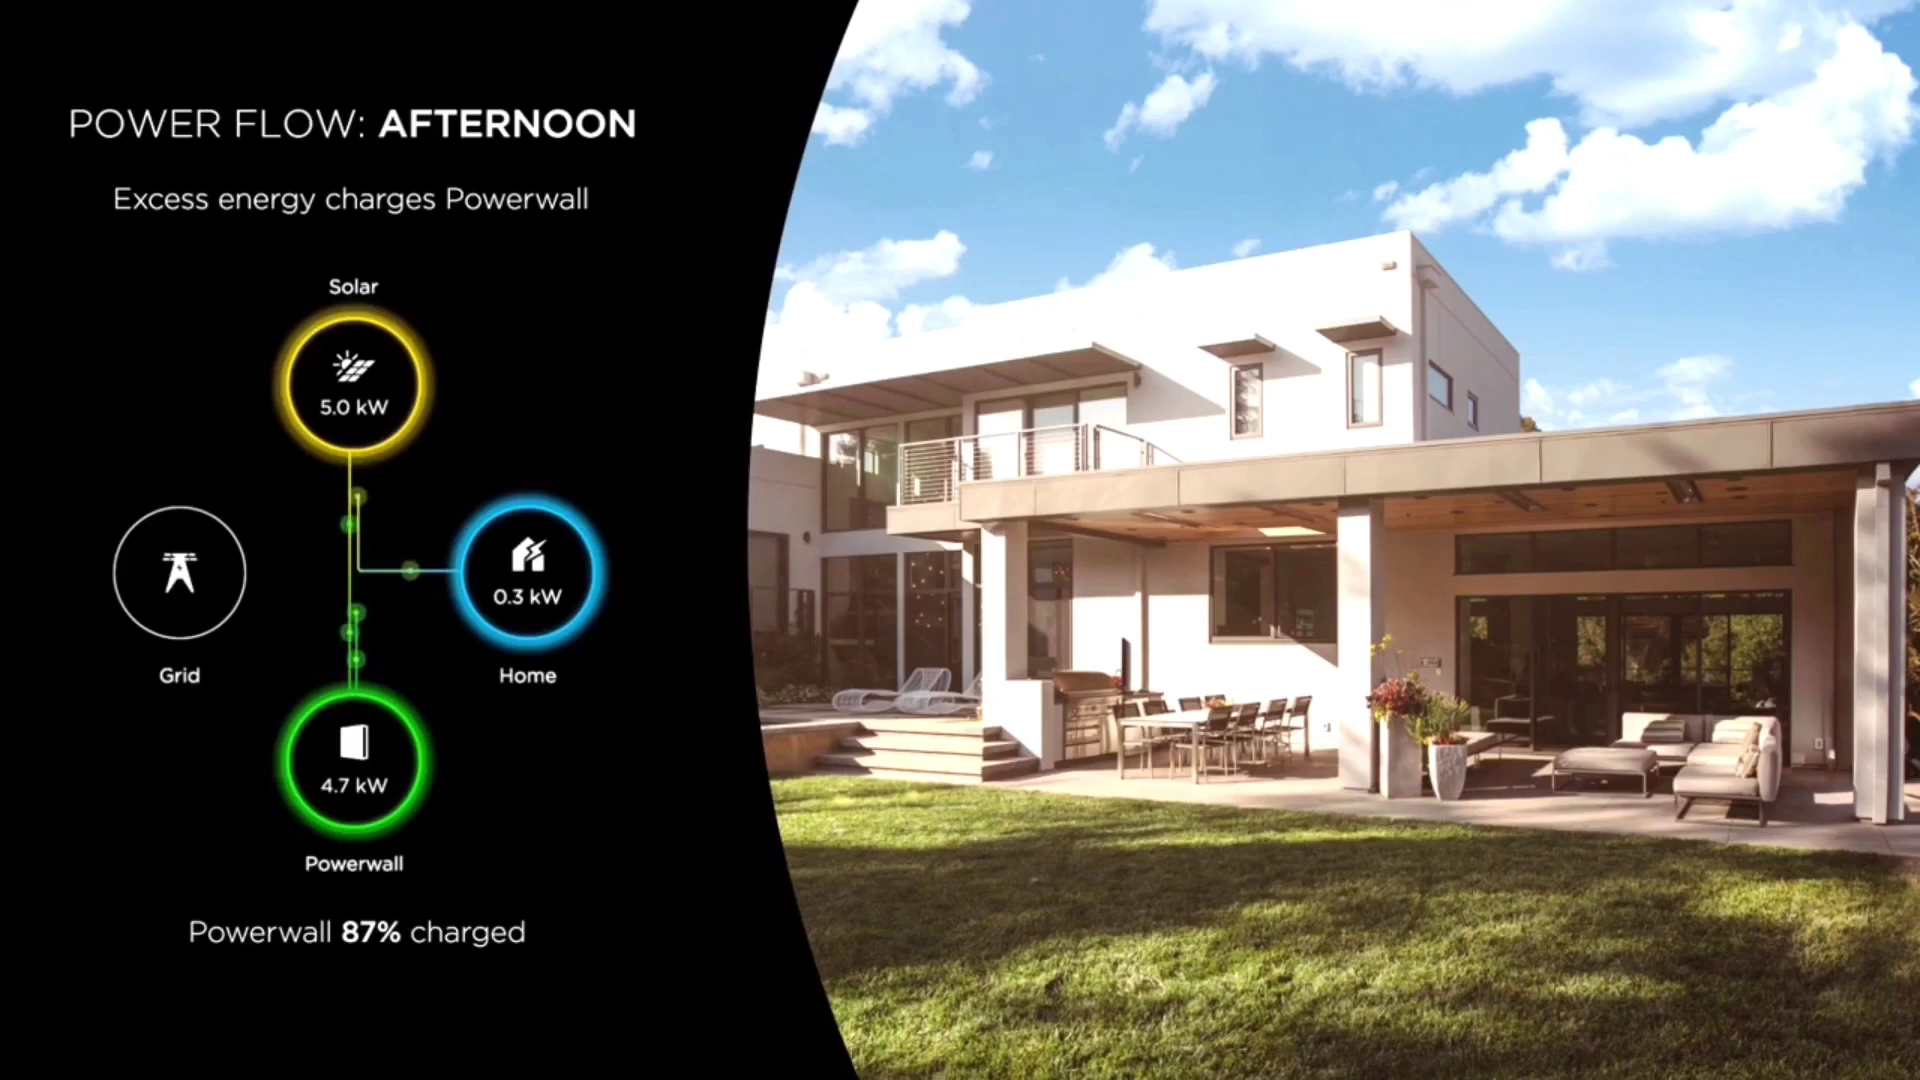 POWER FLOW: AFTERNOON
Excess energy charges Powerwall
Solar
5.0 kW
0.3 kW
Grid
Home
4.7 kW
Powerwall
Powerwall 87% charged